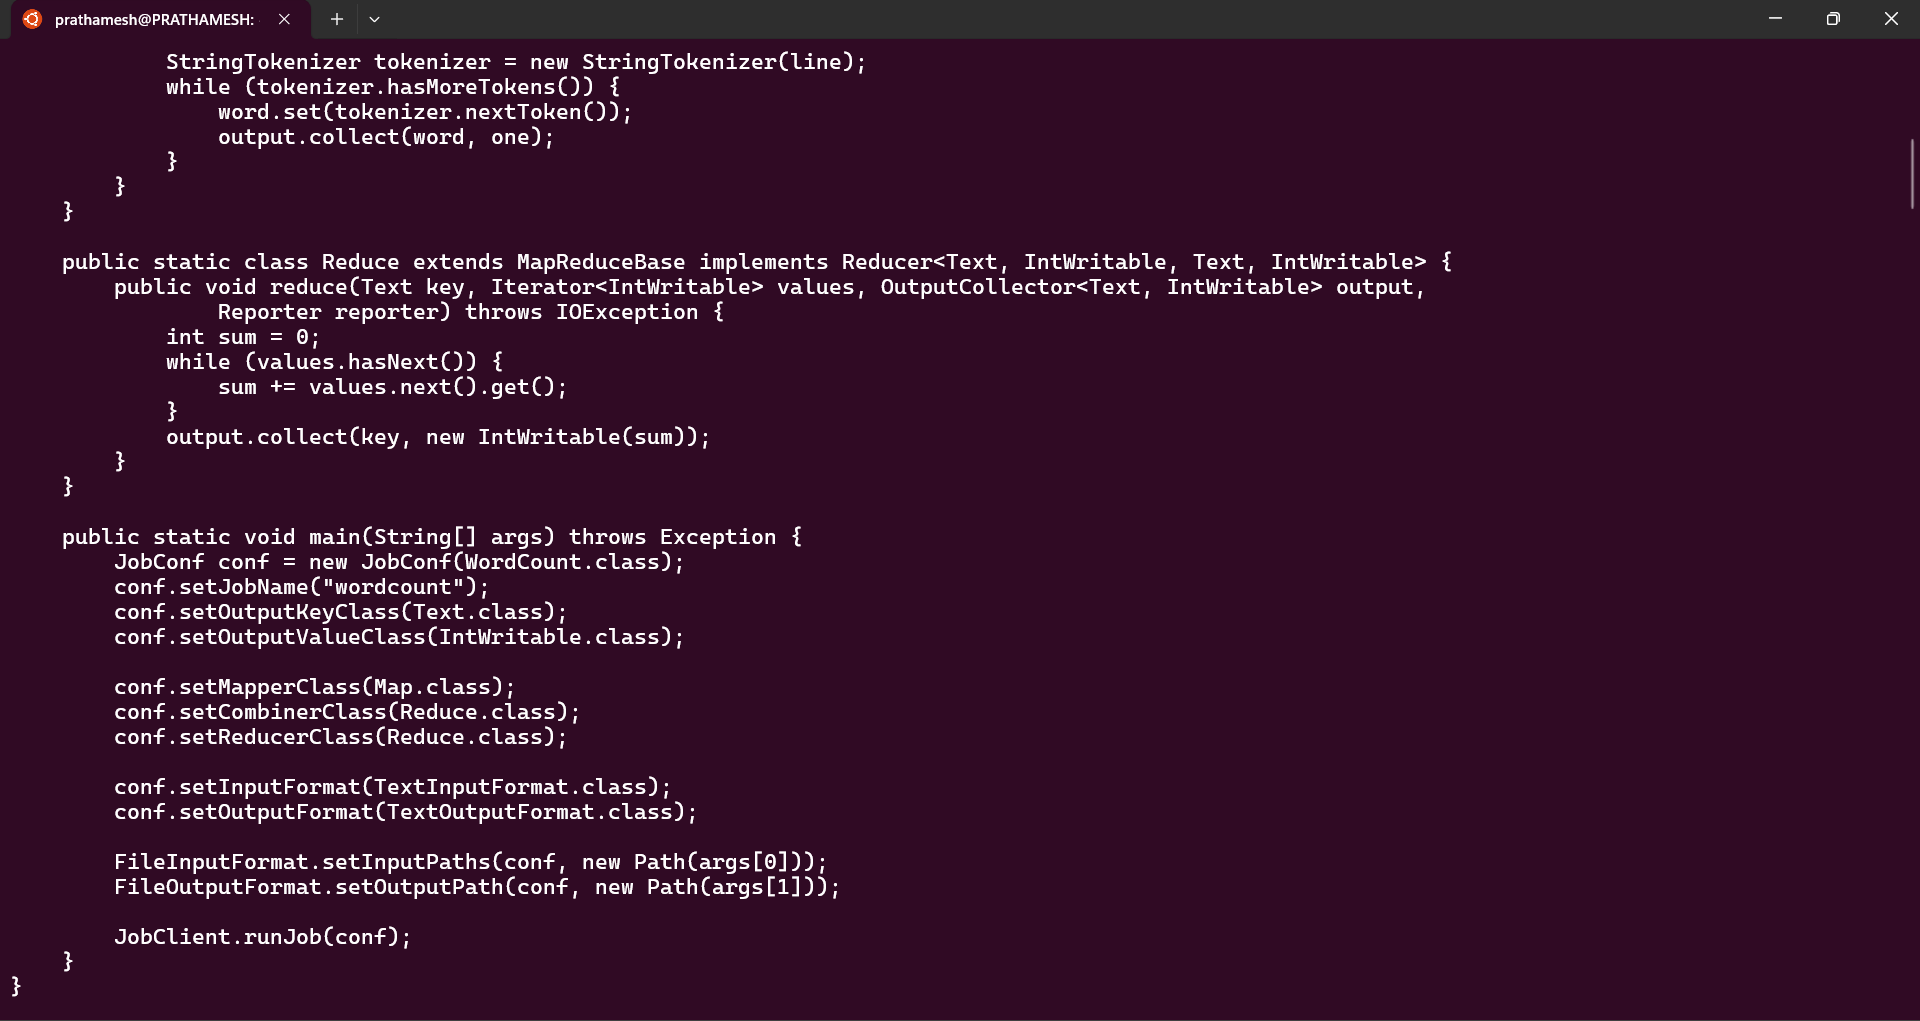 prathamesh@PRATHAMESH:
StringTokenizer tokenizer = new StringTokenizer(line);
while (tokenizer.hasMoreTokens()) {
word.set(tokenizer.nextToken());
output.collect(word, one);
}
}
}
public static class Reduce extends MapReduceBase implements Reducer<Text, IntWritable, Text, IntWritable> {
public void reduce(Text key, Iterator<IntWritable> values, OutputCollector<Text, IntWritable> output,
Reporter reporter) throws IOException {
int sum = 0;
while (values.hasNext()) {
sum += values.next().get();
}
output.collect(key, new IntWritable(sum));
}
}
public static void main(String[] args) throws Exception {
JobConf conf = new JobConf(WordCount.class);
conf.setJobName("wordcount");
conf.setOutputKeyClass(Text.class);
conf.setOutputValueClass(IntWritable.class);
conf.setMapperClass(Map.class);
conf.setCombinerClass(Reduce.class);
conf.setReducerClass(Reduce.class);
conf.setInputFormat(TextInputFormat.class);
conf.setOutputFormat(TextOutputFormat.class);
FileInputFormat.setInputPaths(conf, new Path(args[0]));
FileOutputFormat.setOutputPath(conf, new Path(args[1]));
JobClient.runJob(conf);
}
}